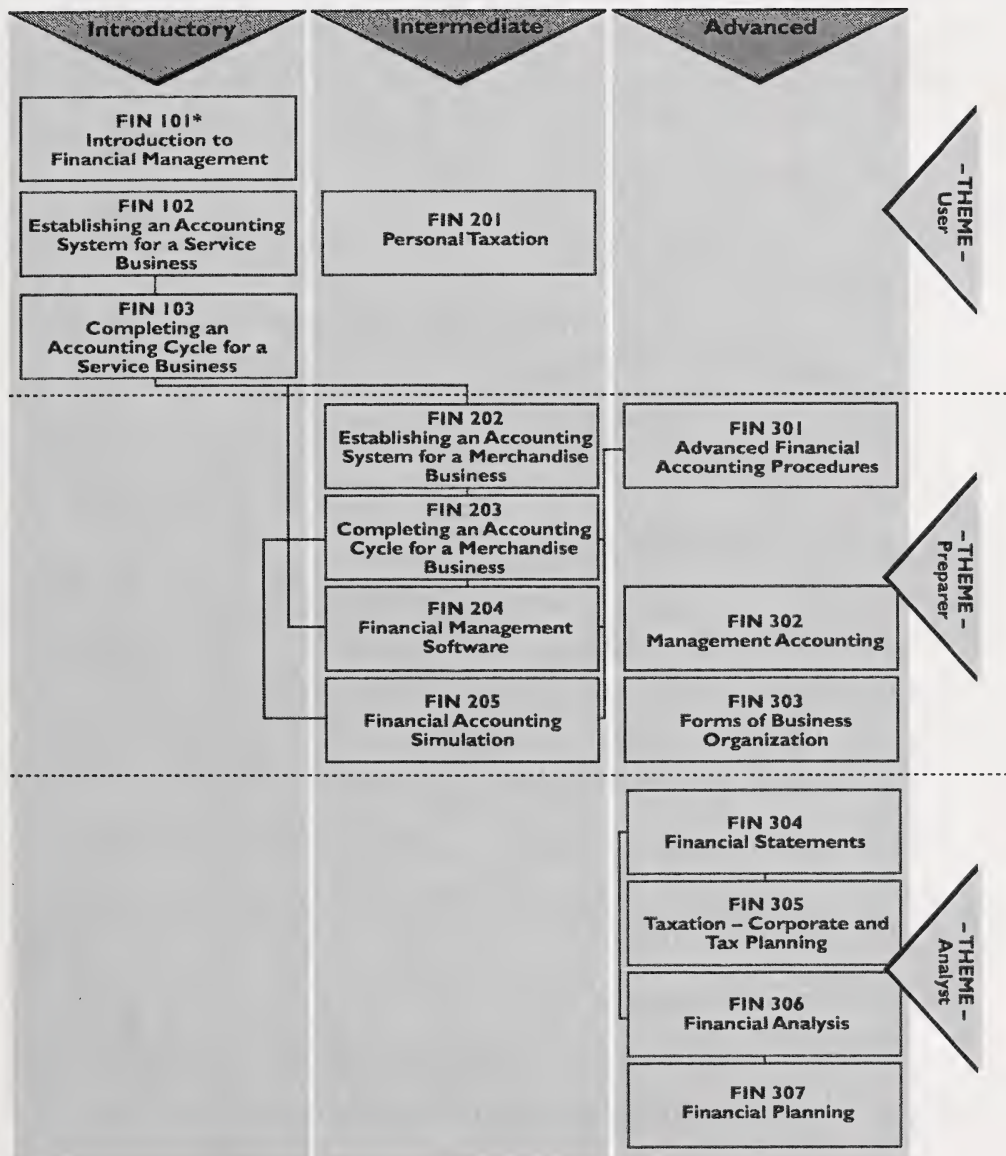 Introductory
Intermediate
Advanced
FIN 101*
Introduction to
Financial Management
FIN 102
Establishing an Accounting
System for a Service
Business
FIN 201
Personal Taxation
– THEME –
User
FIN 103
Completing an
Accounting Cycle for a
Service Business
FIN 202
Establishing an Accounting
System for a Merchandise
Business
FIN 301
Advanced Financial
Accounting Procedures
FIN 203
Completing an Accounting
Cycle for a Merchandise
Business
– THEME –
Preparer
FIN 204
Financial Management
Software
FIN 302
Management Accounting
FIN 205
Financial Accounting
Simulation
FIN 303
Forms of Business
Organization
FIN 304
Financial Statements
FIN 305
Taxation – Corporate and
Tax Planning
– THEME –
Analyst
FIN 306
Financial Analysis
FIN 307
Financial Planning